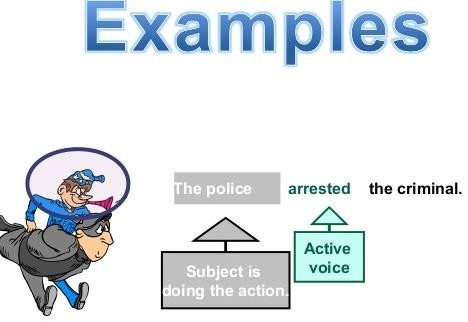 Examples
The police arrested the criminal.
Subject is
doing the action.
Active
voice